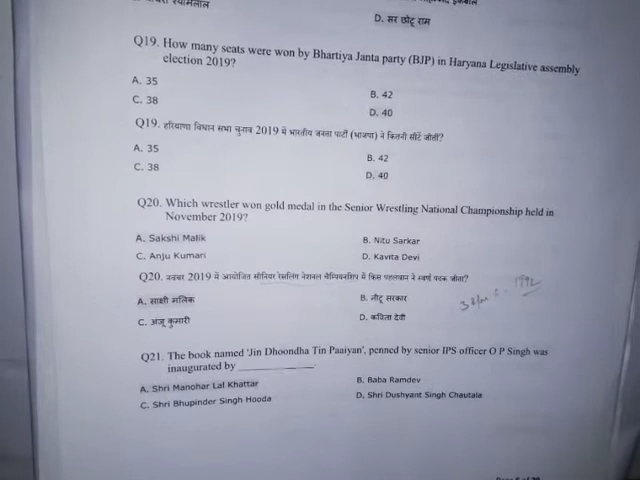 D. सर छोटू राम
Q19. How many seats were won by Bhartiya Janta party (BJP) in Haryana Legislative assembly
election 2019?
A. 35
B. 42
C. 38
D. 40
Q19. हरियाणा विधान सभा चुनाव 2019 में भारतीय जनता पार्टी (भाजपा) ने कितनी सीटें जीतीं?
A. 35
B. 42
C. 38
D. 40
Q20. Which wrestler won gold medal in the Senior Wrestling National Championship held in
November 2019?
A. Sakshi Malik
B. Nitu Sarkar
C. Anju Kumari
D. Kavita Devi
Q20. नवंबर 2019 में आयोजित सीनियर रेसलिंग नेशनल चैम्पियनशिप में किस पहलवान ने स्वर्ण पदक जीता?
A. साक्षी मलिक
B. नीटू सरकार
C. अंजू कुमारी
D. कविता देवी
1992
Q21. The book named 'Jin Dhoondha Tin Paaiyan', penned by senior IPS officer O P Singh was
inaugurated by ____________.
A. Shri Manohar Lal Khattar
B. Baba Ramdev
C. Shri Bhupinder Singh Hooda
D. Shri Dushyant Singh Chautala